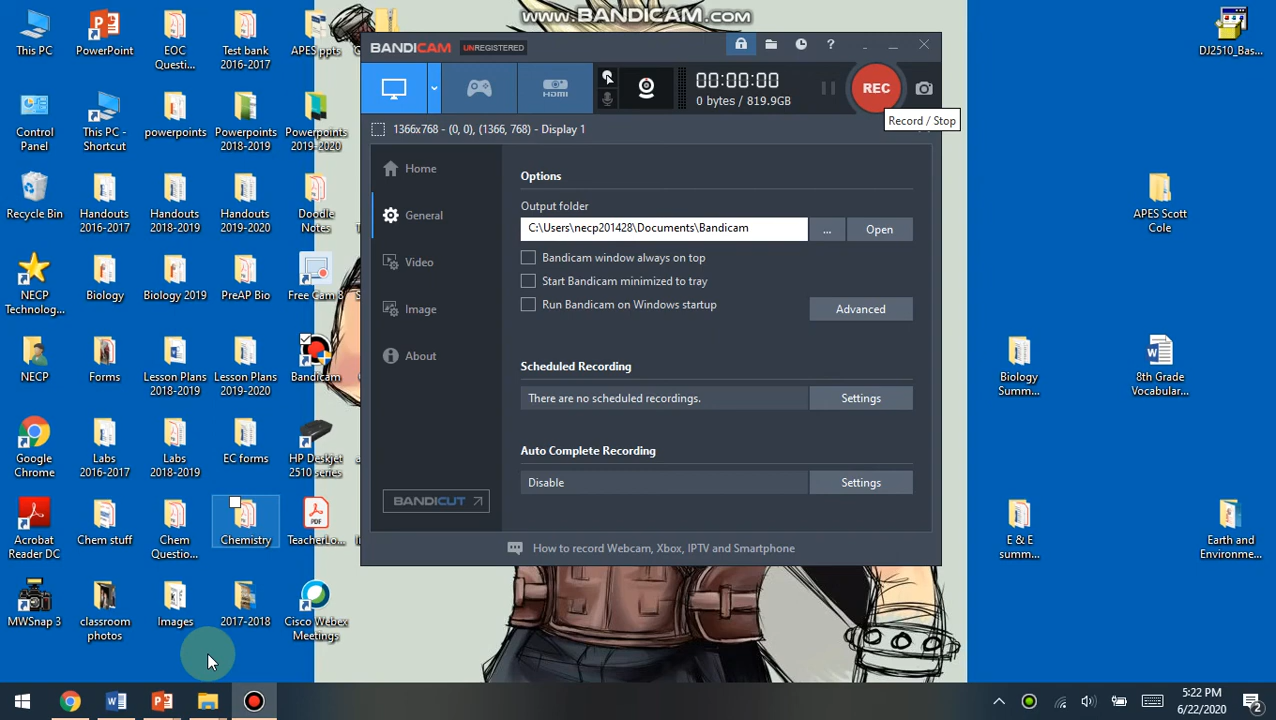 www.BANDICAM.com
This PC
PowerPoint
EOC Questi...
Test bank 2016-2017
APES ppts
DJ2510_Bas...
BANDICAM
UNREGISTERED
?
00:00:00
0 bytes / 819.9GB
HDMI
REC
Record / Stop
1366x768 - (0, 0), (1366, 768) - Display 1
Control Panel
This PC - Shortcut
powerpoints
Powerpoints 2018-2019
Powerpoints 2019-2020
Home
General
Video
Image
About
Options
Output folder
C:\Users\necp201428\Documents\Bandicam
...
Open
Bandicam window always on top
Start Bandicam minimized to tray
Run Bandicam on Windows startup
Advanced
Scheduled Recording
There are no scheduled recordings.
Settings
Auto Complete Recording
Disable
Settings
BANDICUT
How to record Webcam, Xbox, IPTV and Smartphone
Recycle Bin
Handouts 2016-2017
Handouts 2018-2019
Handouts 2019-2020
Doodle Notes
APES Scott Cole
NECP Technolog...
Biology
Biology 2019
PreAP Bio
Free Cam 8
NECP
Forms
Lesson Plans 2018-2019
Lesson Plans 2019-2020
Bandicam
Biology Summ...
8th Grade Vocabular...
Google Chrome
Labs 2016-2017
Labs 2018-2019
EC forms
HP Deskjet 2510 series
Acrobat Reader DC
Chem stuff
Chem Questio...
Chemistry
PDF
TeacherLo...
E & E summ...
Earth and Environme...
MWSnap 3
classroom photos
Images
2017-2018
Cisco Webex Meetings
5:22 PM
6/22/2020
2